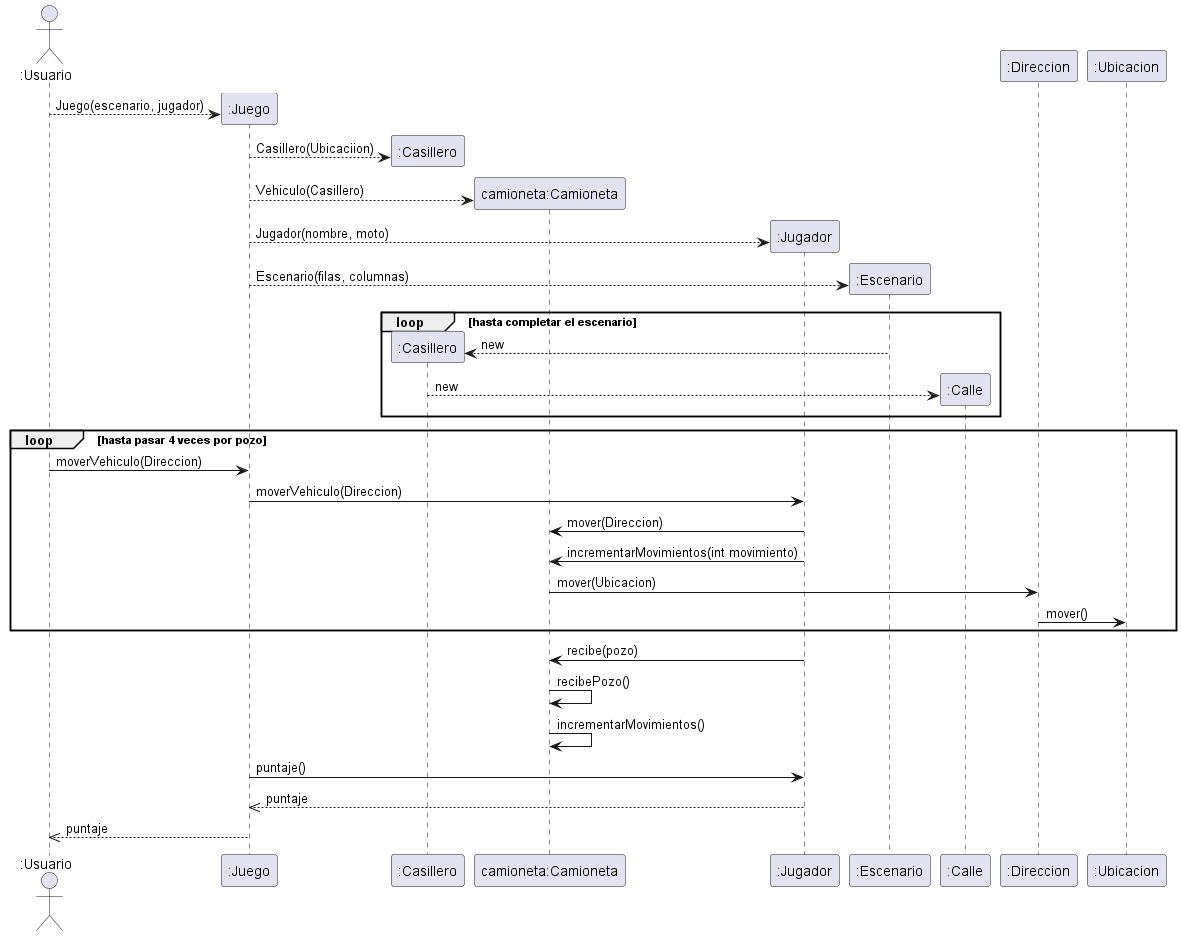 :Usuario
:Direccion
:Ubicacion
Juego(escenario, jugador)
:Juego
Casillero(Ubicaciion)
:Casillero
Vehiculo(Casillero)
camioneta:Camioneta
Jugador(nombre, moto)
:Jugador
Escenario(filas, columnas)
:Escenario
loop
[hasta completar el escenario]
:Casillero
new
new
:Calle
loop
[hasta pasar 4 veces por pozo]
moverVehiculo(Direccion)
moverVehiculo(Direccion)
mover(Direccion)
incrementarMovimientos(int movimiento)
mover(Ubicacion)
mover()
recibe(pozo)
recibePozo()
incrementarMovimientos()
puntaje()
puntaje
puntaje
:Usuario
:Juego
:Casillero
camioneta:Camioneta
:Jugador
:Escenario
:Calle
:Direccion
:Ubicacion